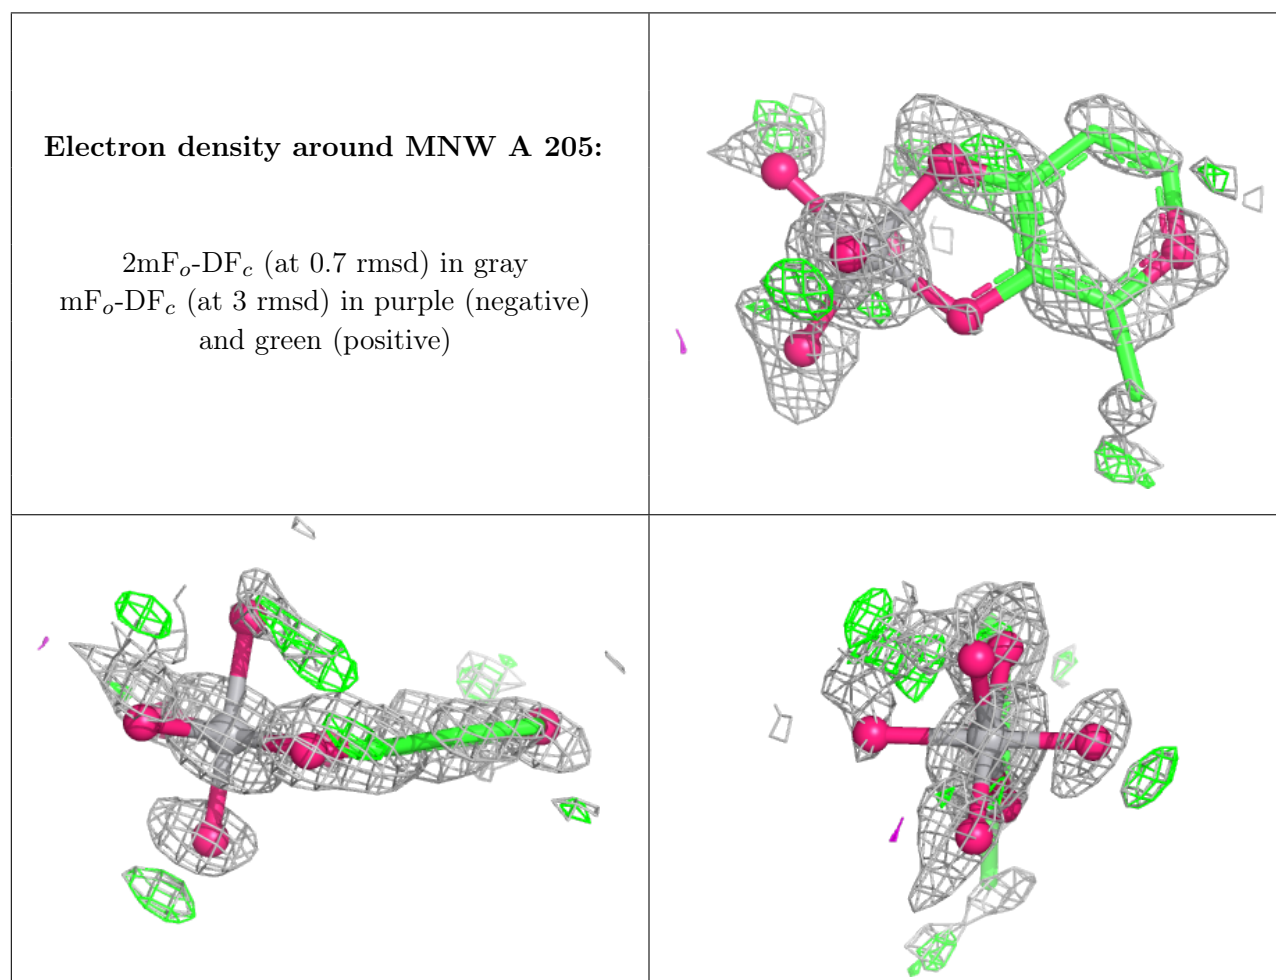 Electron density around MNW A 205:
2mFₒ-DF𝒸 (at 0.7 rmsd) in gray
mFₒ-DF𝒸 (at 3 rmsd) in purple (negative)
and green (positive)